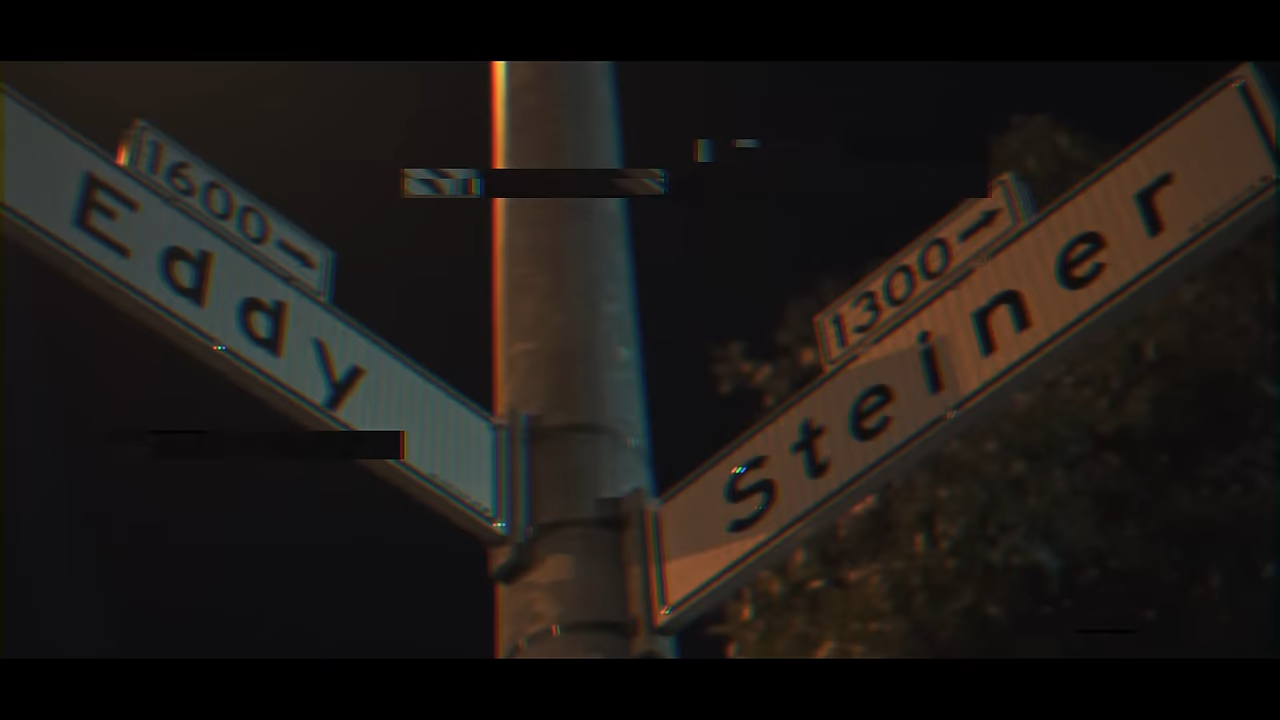 1600 →
Eddy
1300 →
Steiner